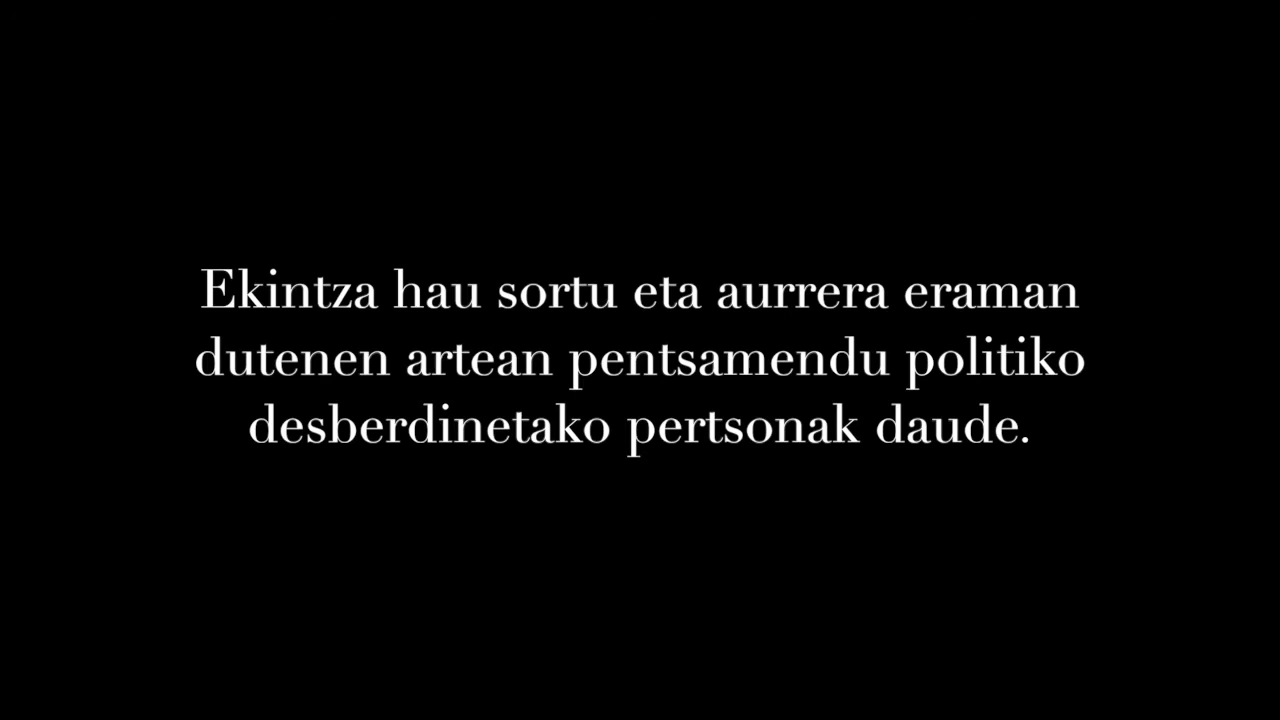 Ekintza hau sortu eta aurrera eraman
dutenen artean pentsamendu politiko
desberdinetako pertsonak daude.